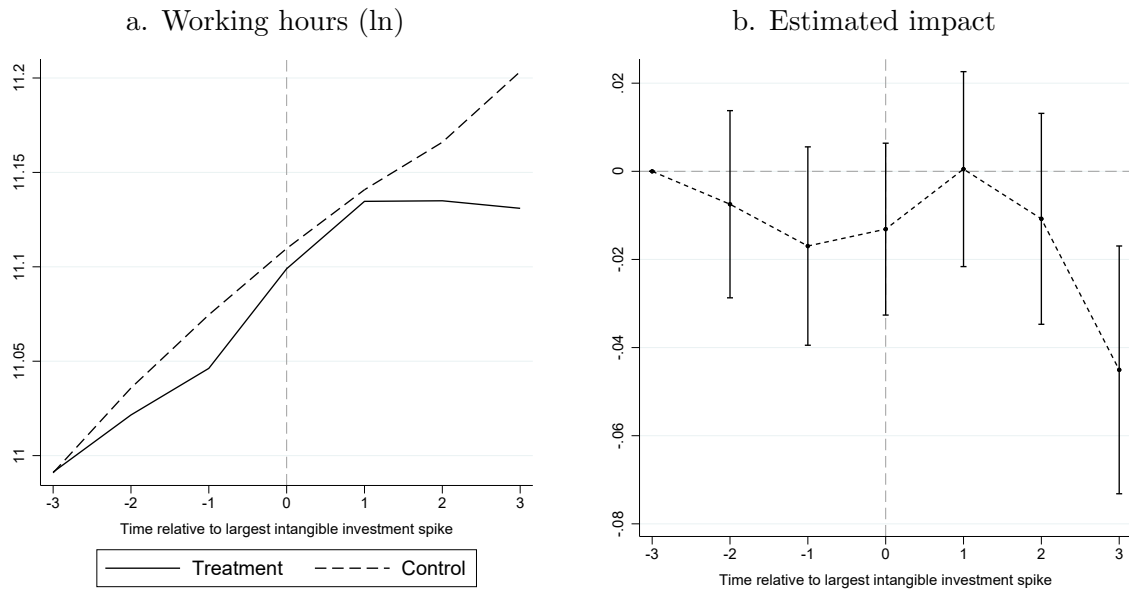 a. Working hours (ln)
11.2
11.15
11.1
11.05
11
-3 -2 -1 0 1 2 3
Time relative to largest intangible investment spike
Treatment Control
b. Estimated impact
.02
0
-.02
-.04
-.06
-.08
-3 -2 -1 0 1 2 3
Time relative to largest intangible investment spike